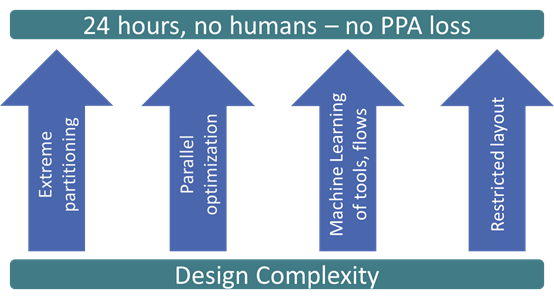 24 hours, no humans – no PPA loss
Extreme
partitioning
Parallel
optimization
Machine Learning
of tools, flows
Restricted layout
Design Complexity